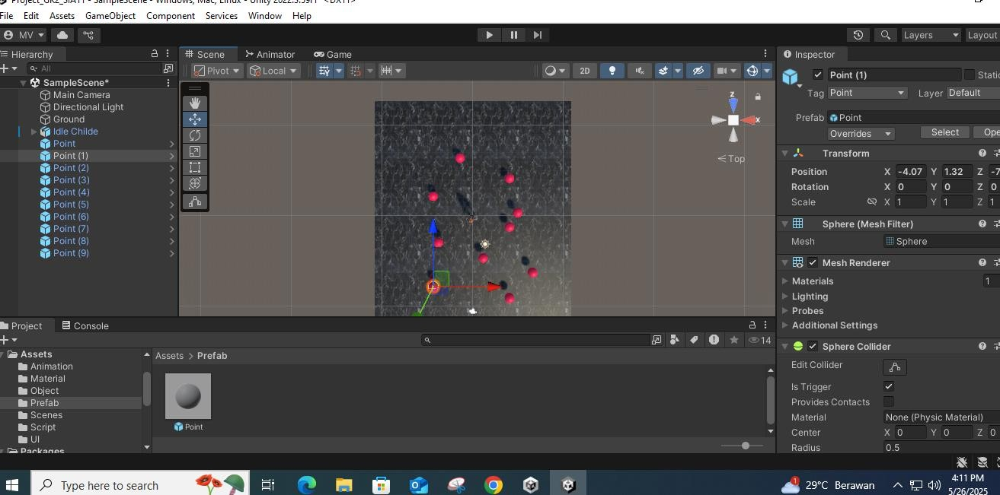 Project_GK2_SIA11 - SampleScene - Windows, Mac, Linux - Unity 2022.3.59f1* <DX11>
File Edit Assets GameObject Component Services Window Help
MV Layers Layout
Hierarchy Scene Animator Game Inspector
All Pivot Local 2D
SampleScene*
Main Camera
Directional Light
Ground
Idle Childe
Point
Point (1)
Point (2)
Point (3)
Point (4)
Point (5)
Point (6)
Point (7)
Point (8)
Point (9)
z
x
Top
Point (1) Static
Tag Point Layer Default
Prefab Point
Overrides Select Ope
Transform
Position X -4.07 Y 1.32 Z -7
Rotation X 0 Y 0 Z 0
Scale X 1 Y 1 Z 1
Sphere (Mesh Filter)
Mesh Sphere
Mesh Renderer
Materials 1
Lighting
Probes
Additional Settings
Sphere Collider
Edit Collider
Is Trigger
Provides Contacts
Material None (Physic Material)
Center X 0 Y 0 Z 0
Radius 0.5
Project Console
14
Assets
Animation
Material
Object
Prefab
Scenes
Script
UI
Packages
Assets > Prefab
Point
Type here to search
1
29°C Berawan
4:11 PM
5/26/2025